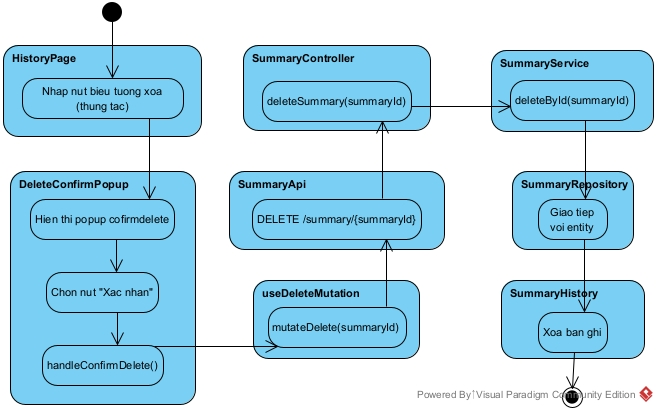 HistoryPage
Nhap nut bieu tuong xoa
(thung tac)
DeleteConfirmPopup
Hien thi popup cofirmdelete
Chon nut "Xac nhan"
handleConfirmDelete()
useDeleteMutation
mutateDelete(summaryId)
SummaryApi
DELETE /summary/{summaryId}
SummaryController
deleteSummary(summaryId)
SummaryService
deleteById(summaryId)
SummaryRepository
Giao tiep
voi entity
SummaryHistory
Xoa ban ghi
Powered By Visual Paradigm Community Edition